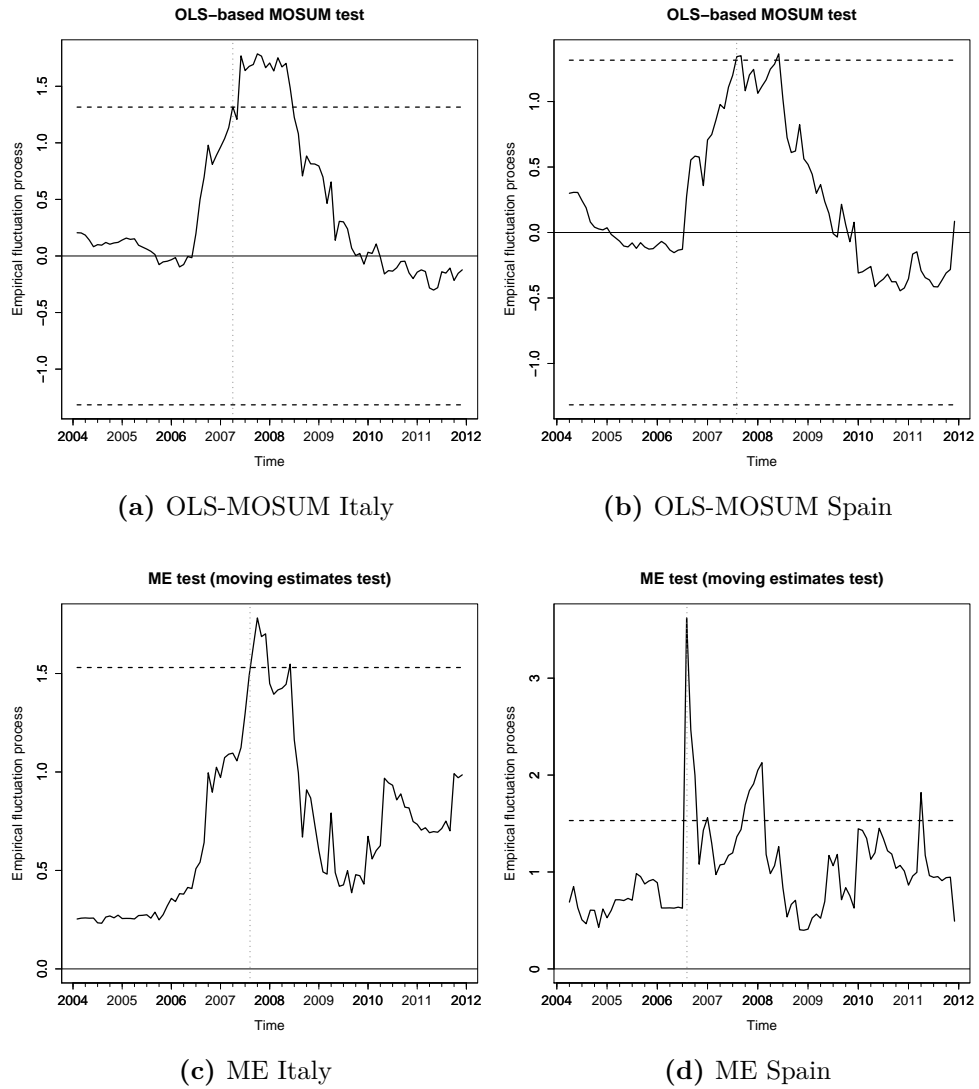 OLS−based MOSUM test
Empirical fluctuation process
−1.0 −0.5 0.0 0.5 1.0 1.5
2004 2005 2006 2007 2008 2009 2010 2011 2012
Time
(a) OLS-MOSUM Italy
OLS−based MOSUM test
Empirical fluctuation process
−1.0 −0.5 0.0 0.5 1.0
2004 2005 2006 2007 2008 2009 2010 2011 2012
Time
(b) OLS-MOSUM Spain
ME test (moving estimates test)
Empirical fluctuation process
0.0 0.5 1.0 1.5
2004 2005 2006 2007 2008 2009 2010 2011 2012
Time
(c) ME Italy
ME test (moving estimates test)
Empirical fluctuation process
0 1 2 3
2004 2005 2006 2007 2008 2009 2010 2011 2012
Time
(d) ME Spain